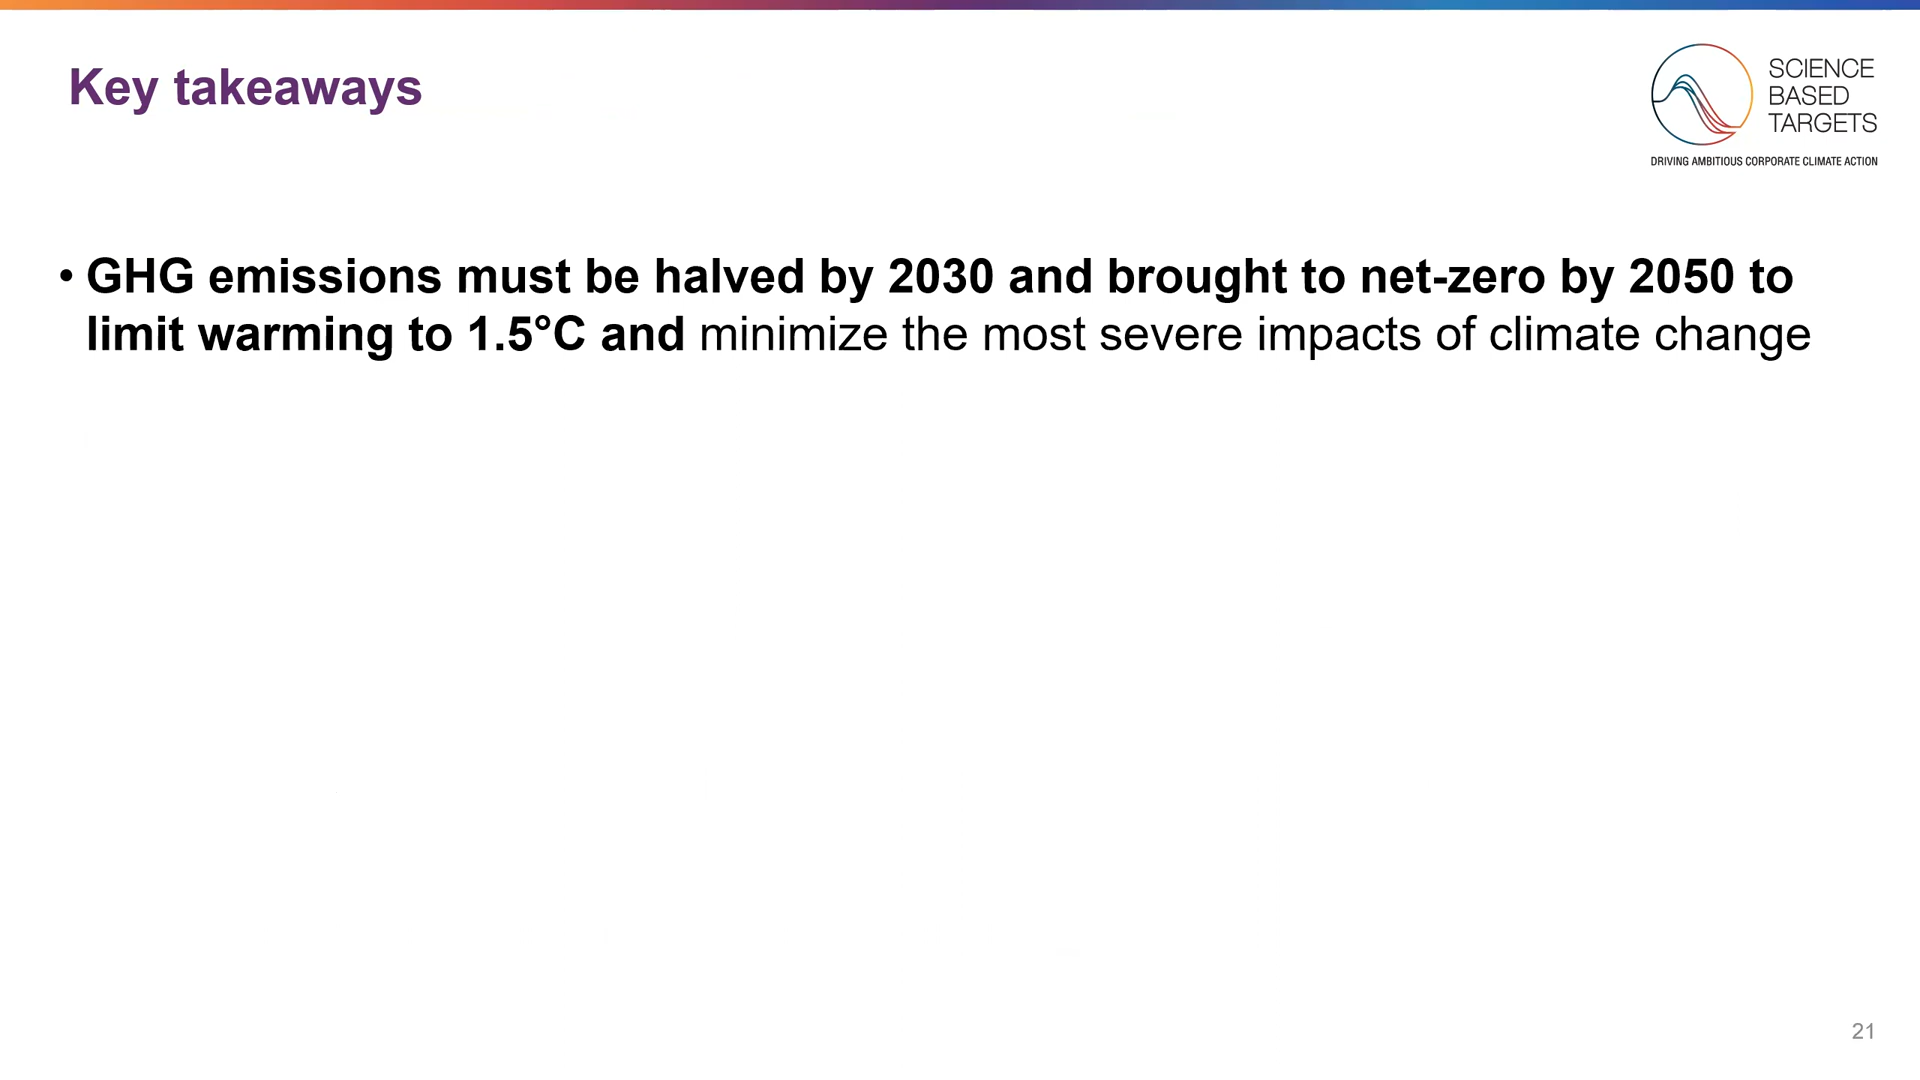 Key takeaways
SCIENCE
BASED
TARGETS
DRIVING AMBITIOUS CORPORATE CLIMATE ACTION
• GHG emissions must be halved by 2030 and brought to net-zero by 2050 to
limit warming to 1.5°C and minimize the most severe impacts of climate change
21